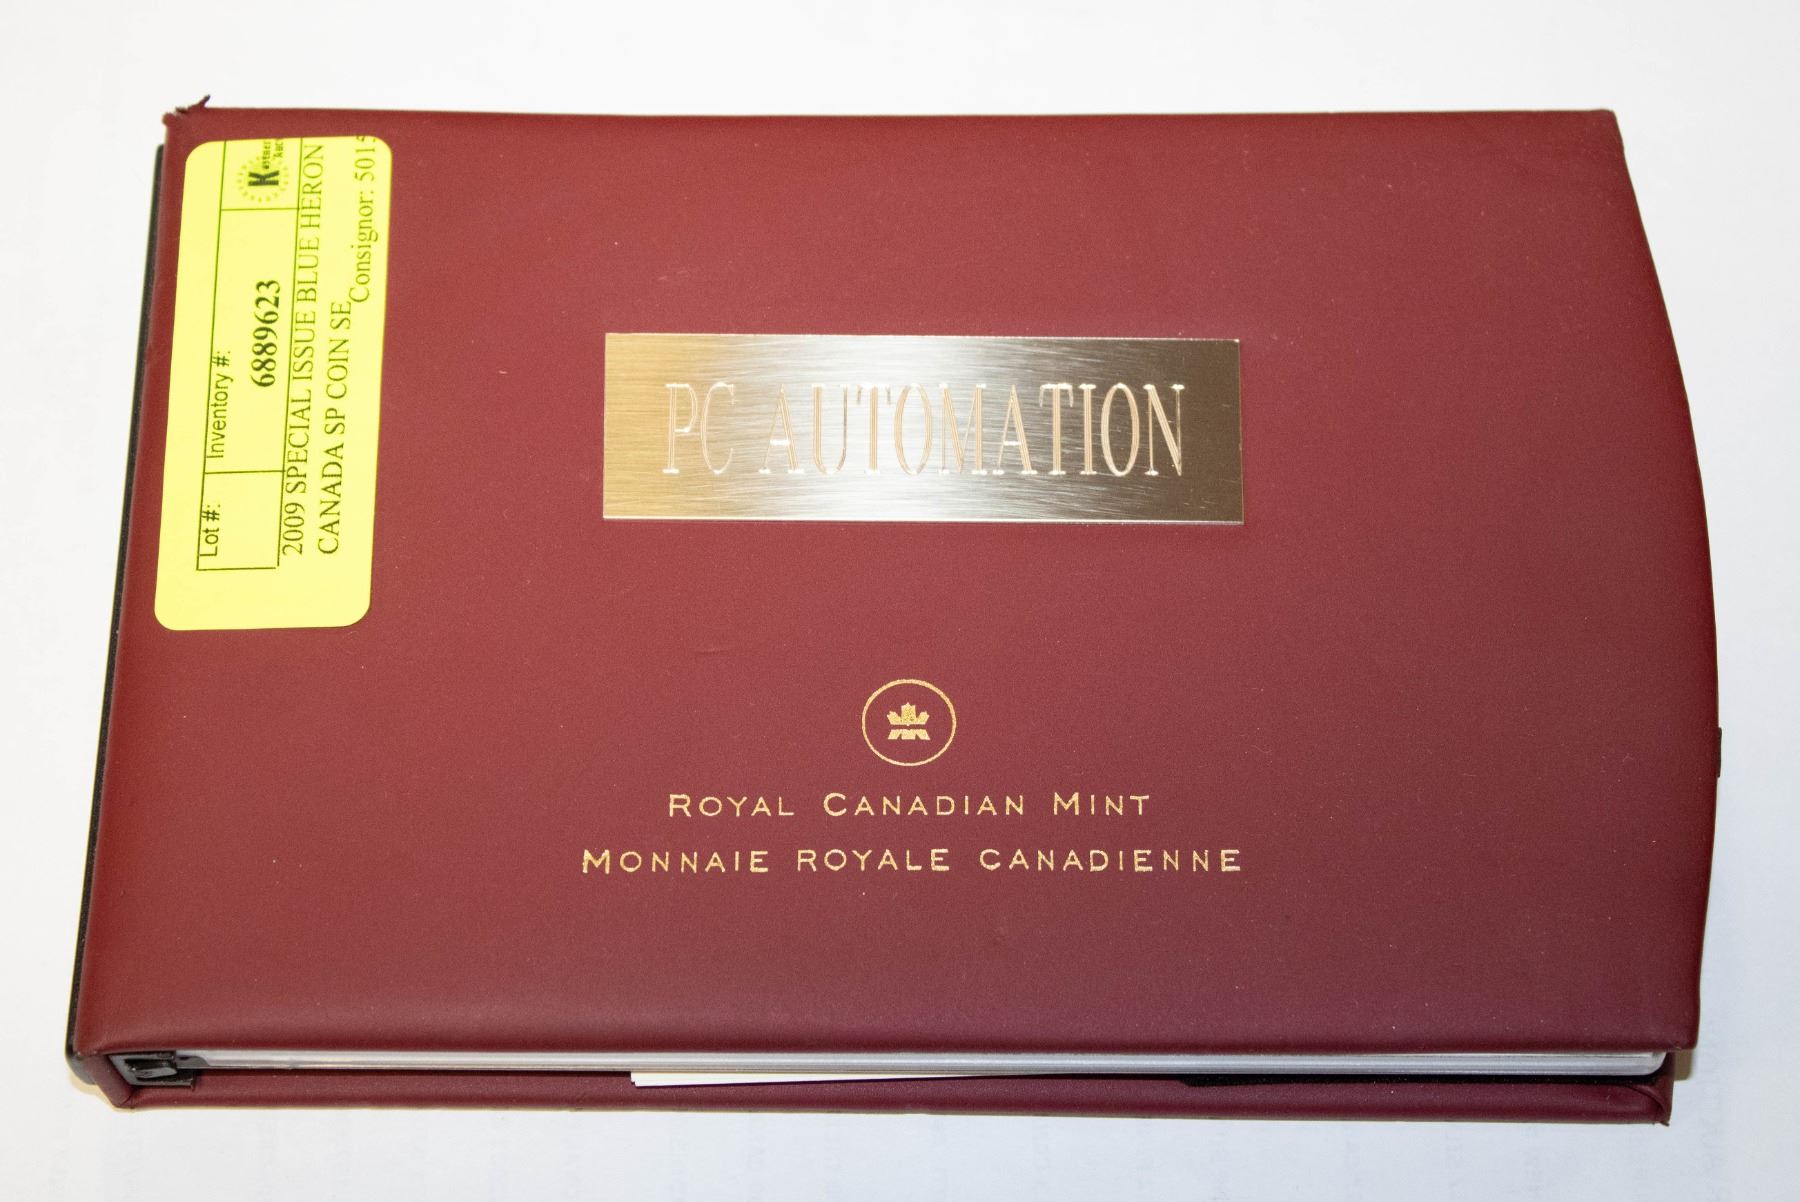 Lot #:
Inventory #:
6889623
2009 SPECIAL ISSUE BLUE HERON
CANADA SP COIN SE
Consignor: 5015
PC AUTOMATION
ROYAL CANADIAN MINT
MONNAIE ROYALE CANADIENNE